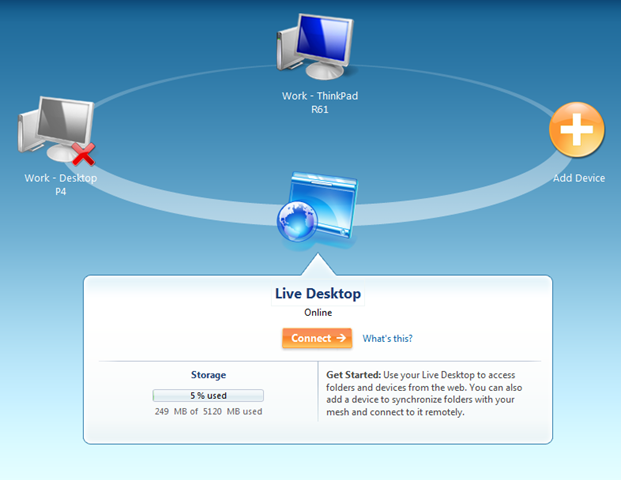 Work - ThinkPad
R61
Work - Desktop
P4
Add Device
Live Desktop
Online
Connect
What's this?
Storage
5 % used
249 MB of 5120 MB used
Get Started: Use your Live Desktop to access
folders and devices from the web. You can also
add a device to synchronize folders with your
mesh and connect to it remotely.